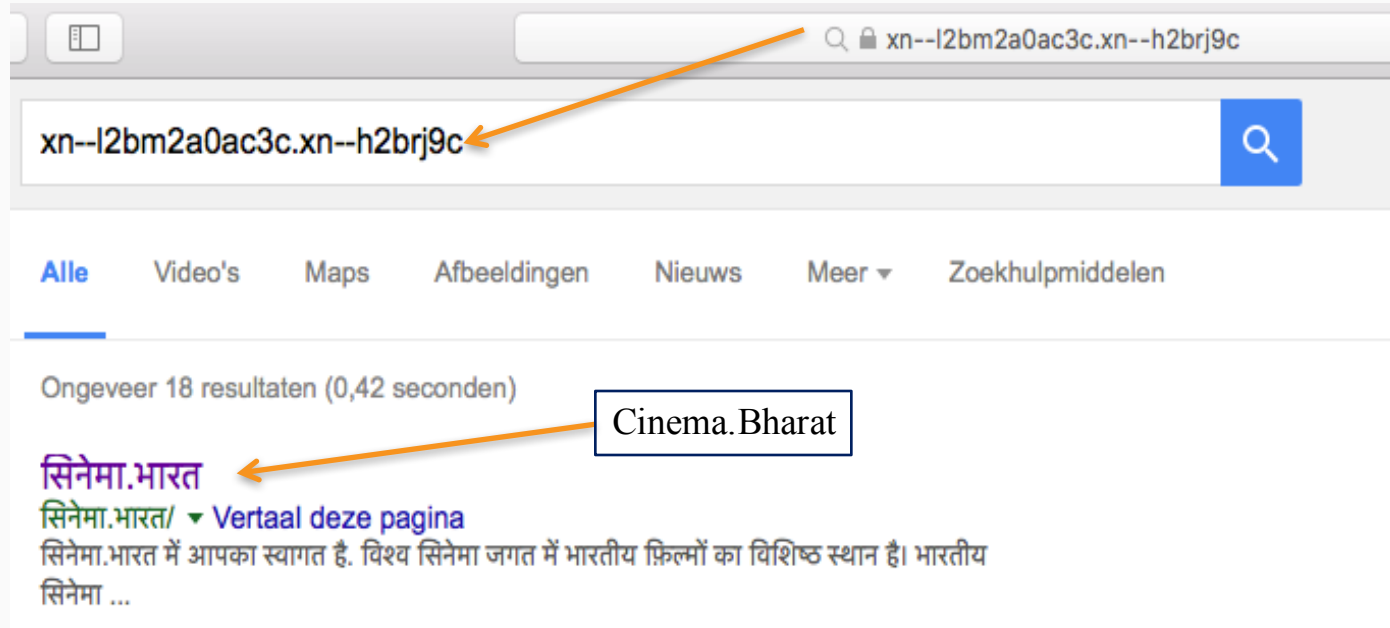 xn--l2bm2a0ac3c.xn--h2brj9c
xn--l2bm2a0ac3c.xn--h2brj9c
Alle Video's Maps Afbeeldingen Nieuws Meer Zoekhulpmiddelen
Ongeveer 18 resultaten (0,42 seconden)
Cinema.Bharat
सिनेमा.भारत
सिनेमा.भारत/ Vertaal deze pagina
सिनेमा.भारत में आपका स्वागत है. विश्व सिनेमा जगत में भारतीय फ़िल्मों का विशिष्ठ स्थान है। भारतीय
सिनेमा ...